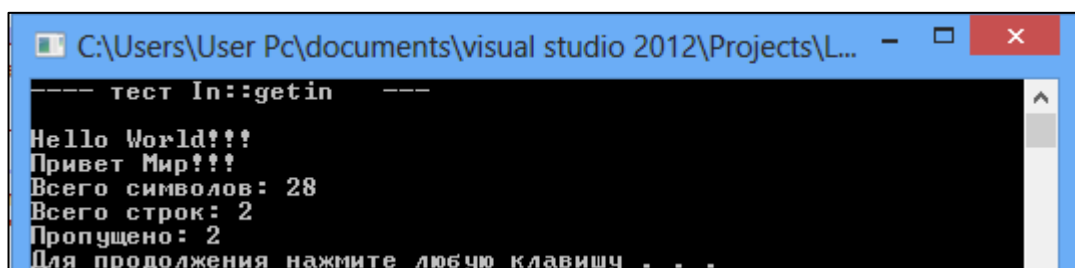 C:\Users\User Pc\documents\visual studio 2012\Projects\L...
---- тест In::getin   ---
Hello World!!!
Привет Мир!!!
Всего символов: 28
Всего строк: 2
Пропущено: 2
Для продолжения нажмите любую клавишу . . .